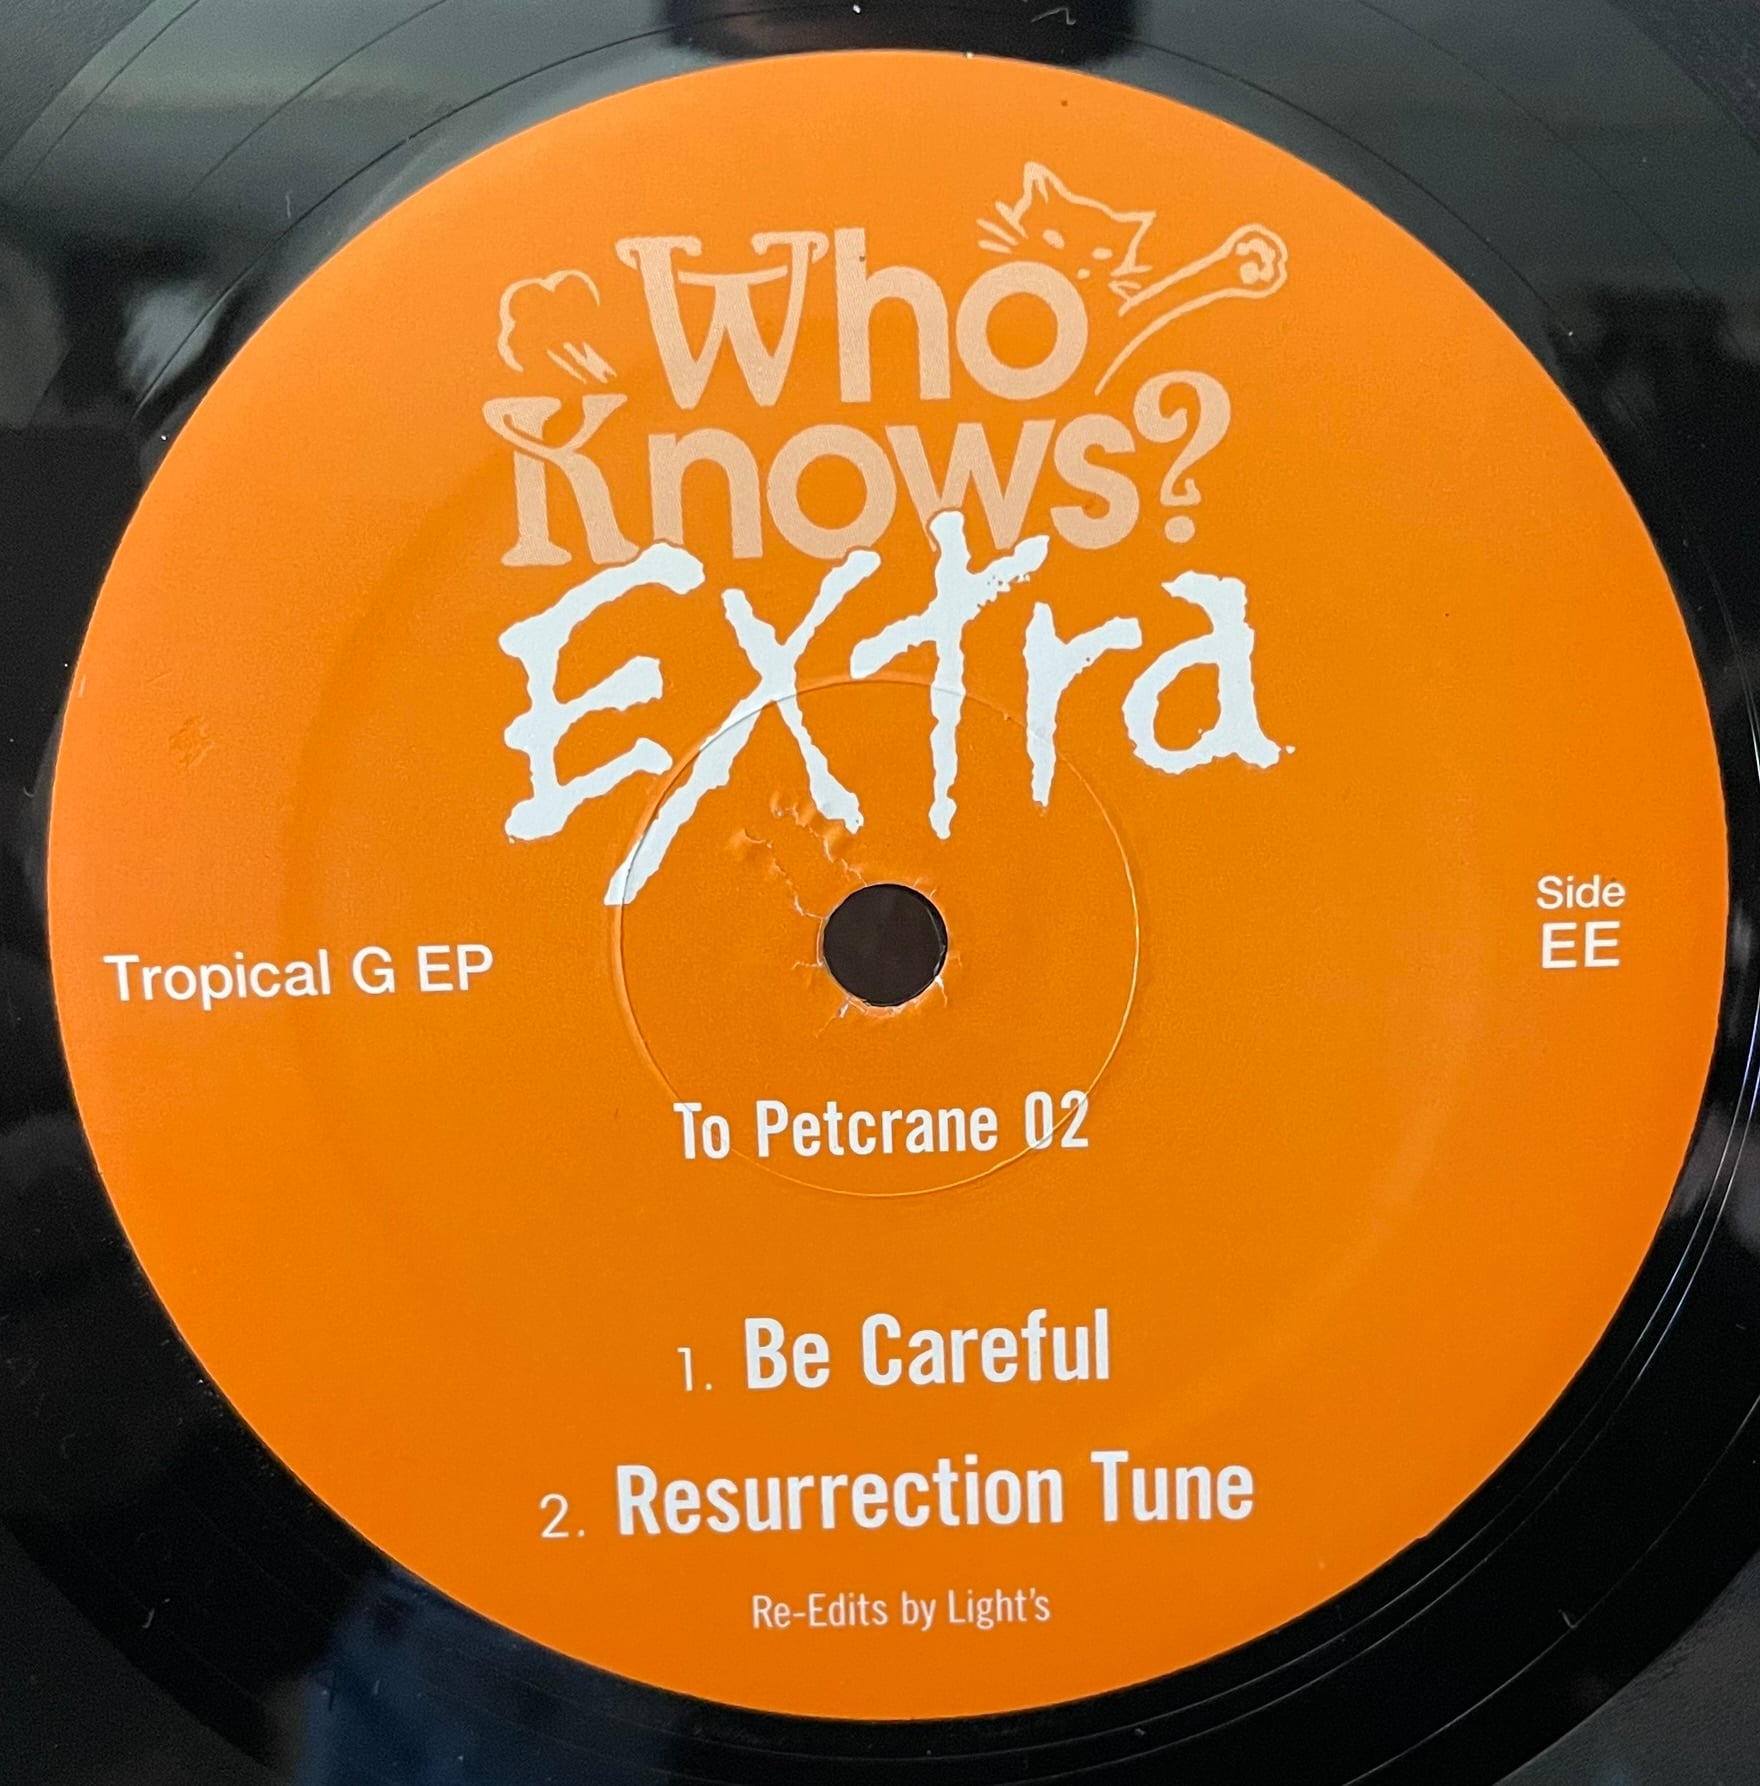 Who
Knows?
Extra
Tropical G EP
Side
EE
To Petcrane 02
1. Be Careful
2. Resurrection Tune
Re-Edits by Light's